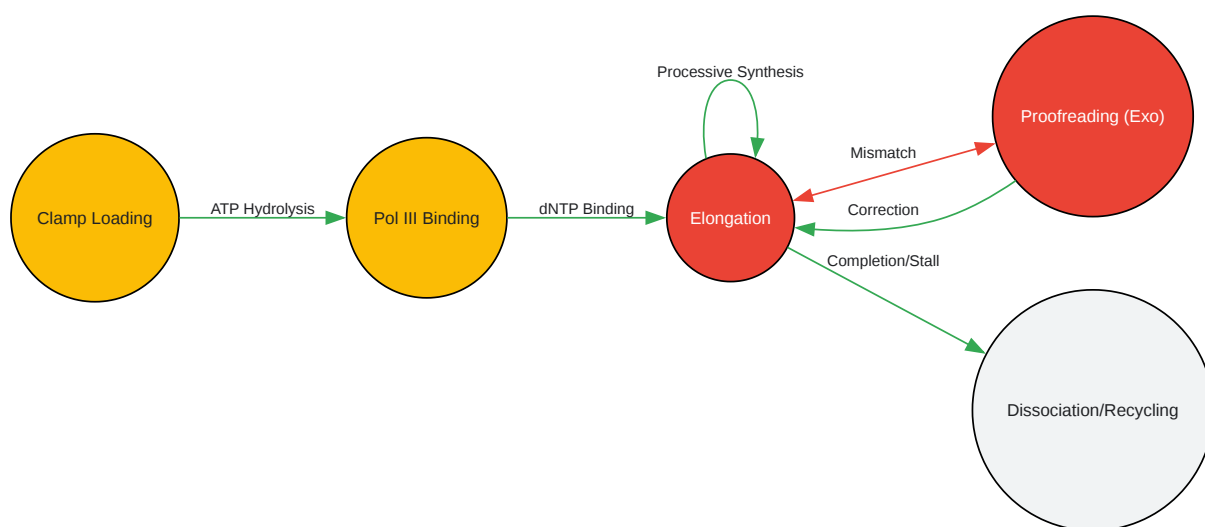 Processive Synthesis
Proofreading (Exo)
Mismatch
Clamp Loading
ATP Hydrolysis
Pol III Binding
dNTP Binding
Elongation
Correction
Completion/Stall
Dissociation/Recycling